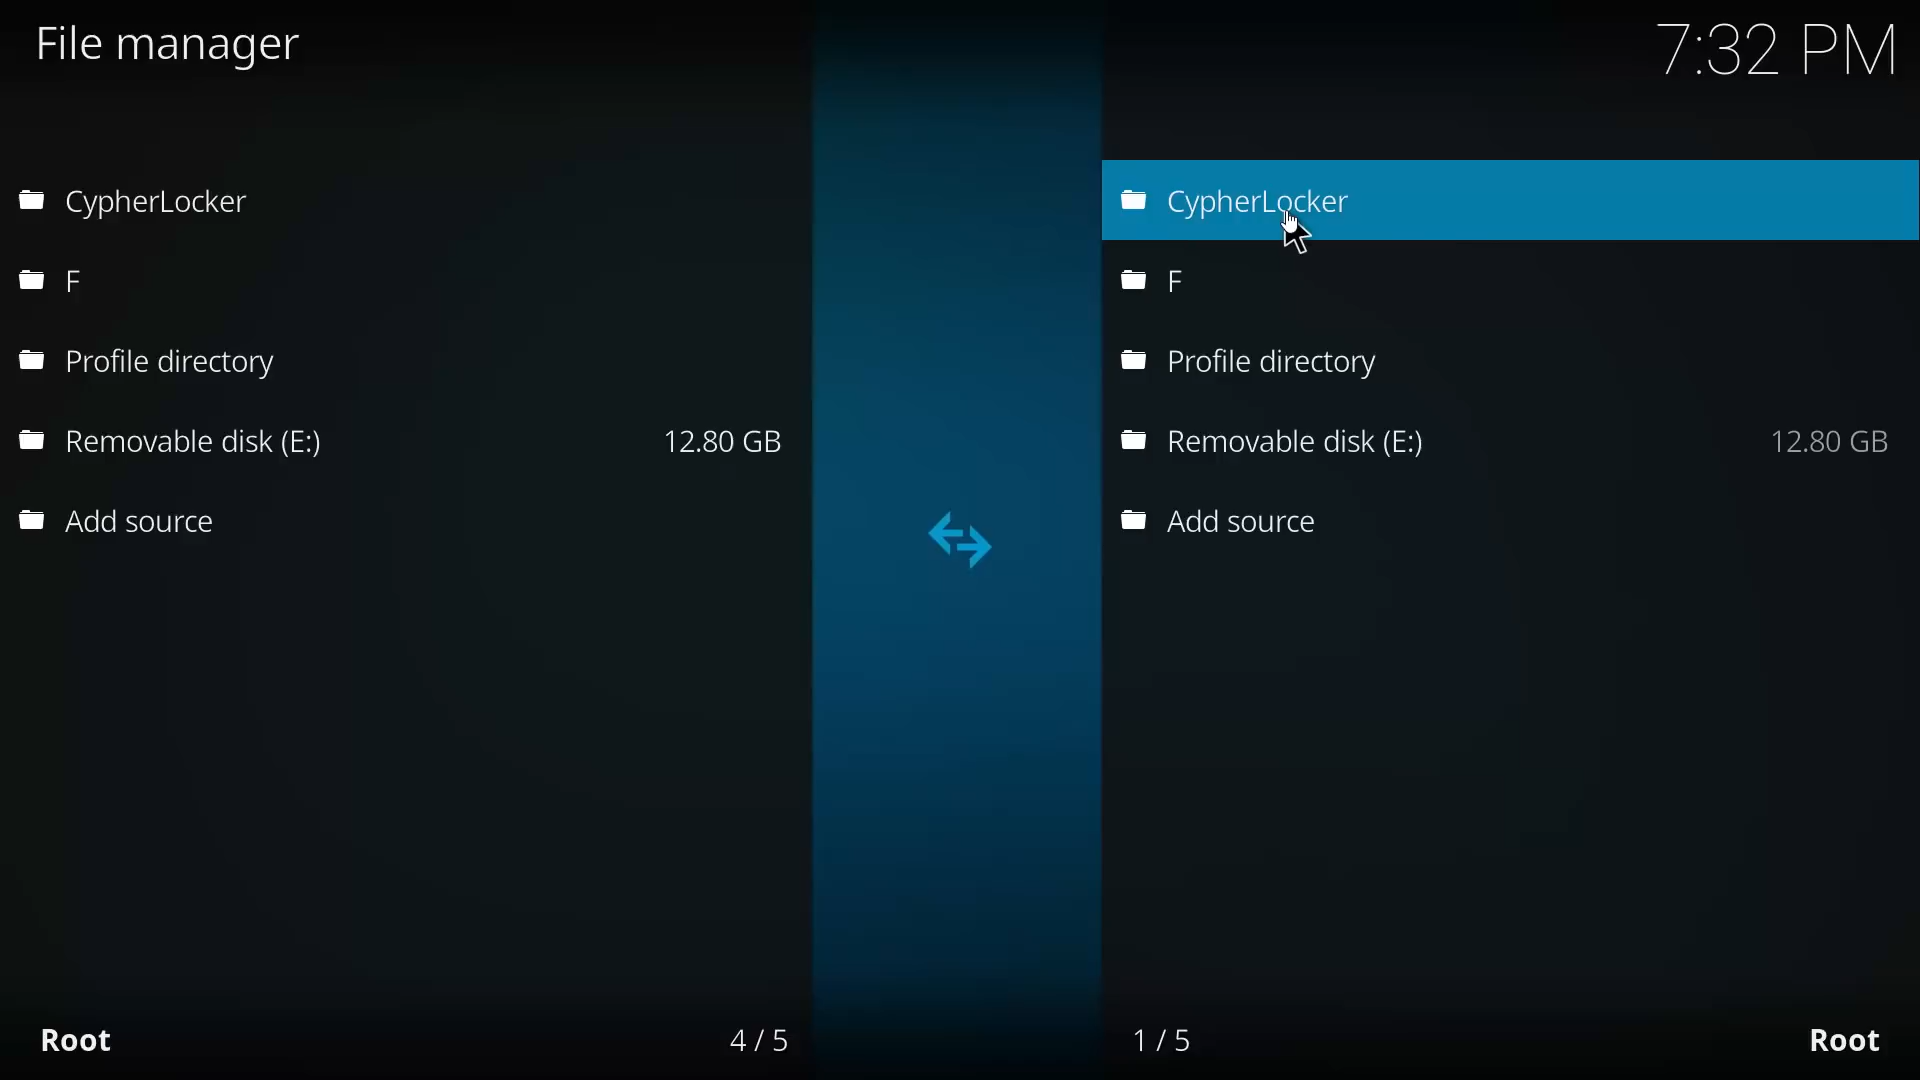 File manager
7:32 PM
CypherLocker
F
Profile directory
Removable disk (E:) 12.80 GB
Add source
CypherLocker
F
Profile directory
Removable disk (E:) 12.80 GB
Add source
Root 4 / 5
1 / 5 Root